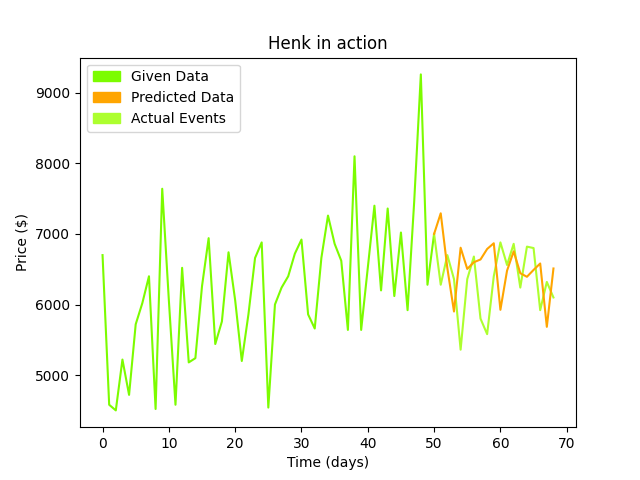 Henk in action
Given Data
Predicted Data
Actual Events
Price ($)
9000
8000
7000
6000
5000
0 10 20 30 40 50 60 70
Time (days)